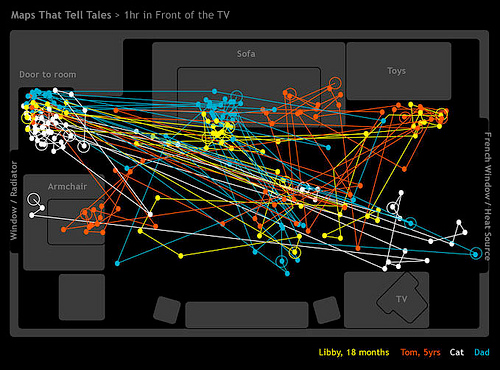 Maps That Tell Tales > 1hr in Front of the TV
Sofa
Door to room
Toys
Window / Radiator
French Window / Heat Source
Armchair
TV
Libby, 18 months Tom, 5yrs Cat Dad